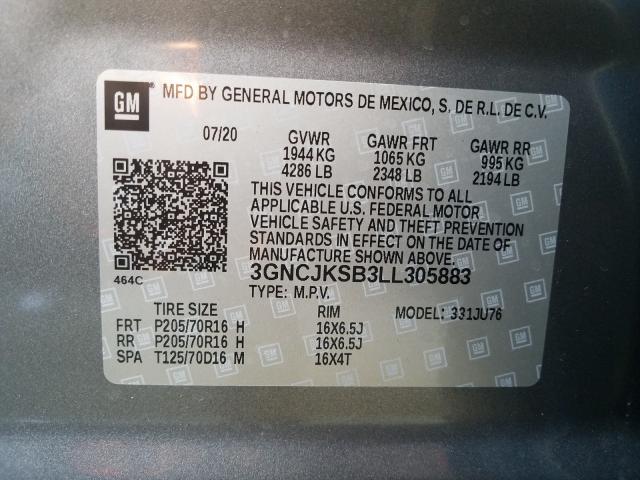 GM
MFD BY GENERAL MOTORS DE MEXICO, S. DE R.L. DE C.V.
07/20 GVWR GAWR FRT GAWR RR
1944 KG 1065 KG 995 KG
4286 LB 2348 LB 2194 LB
THIS VEHICLE CONFORMS TO ALL
APPLICABLE U.S. FEDERAL MOTOR
VEHICLE SAFETY AND THEFT PREVENTION
STANDARDS IN EFFECT ON THE DATE
OF MANUFACTURE SHOWN ABOVE.
464C 3GNCJKSB3LL305883
TYPE: M.P.V.
TIRE SIZE RIM MODEL: 331JU76
FRT P205/70R16 H 16X6.5J
RR P205/70R16 H 16X6.5J
SPA T125/70D16 M 16X4T